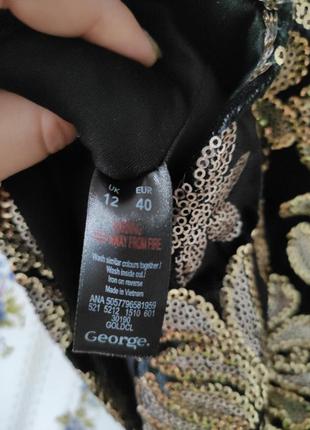 UK EUR
12 40
WARNING
KEEP AWAY FROM FIRE
Wash similar colours together /
Wash inside out /
Iron on reverse
Made in Vietnam
ANA 5057796581959
521 5212 1510 601
30190
GOLDCL
George.